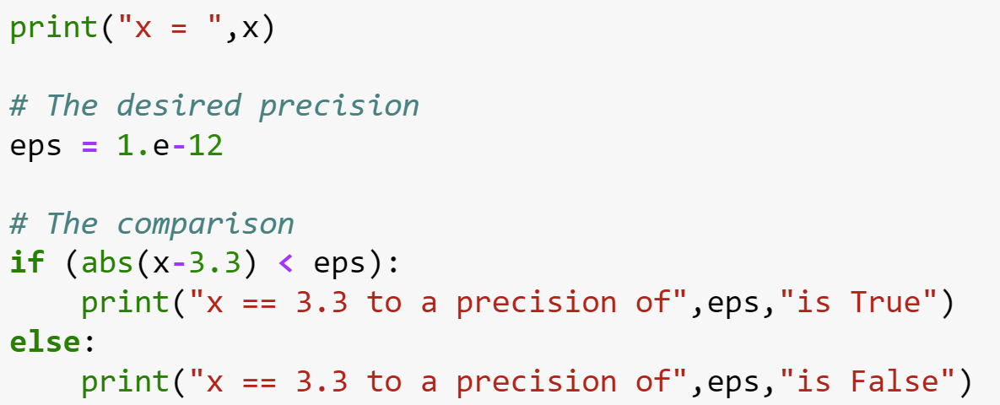 print("x = ",x)
# The desired precision
eps = 1.e-12
# The comparison
if (abs(x-3.3) < eps):
    print("x == 3.3 to a precision of",eps,"is True")
else:
    print("x == 3.3 to a precision of",eps,"is False")